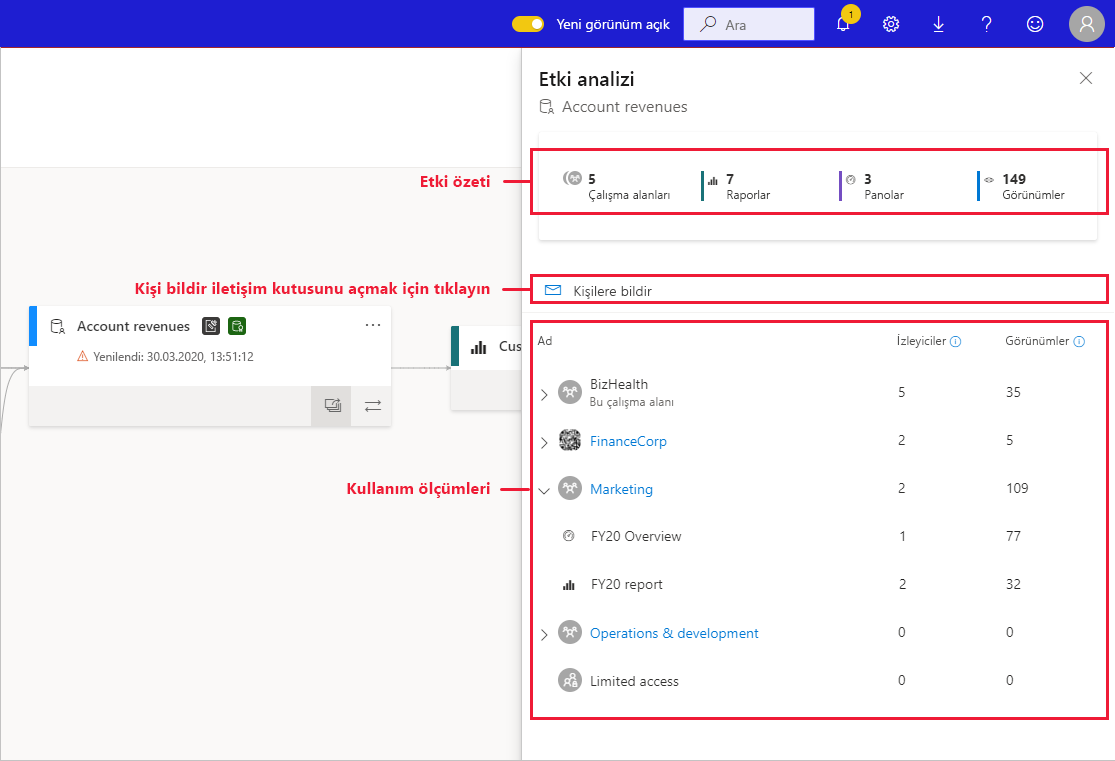 Yeni görünüm açık
Ara
1
Etki analizi
Account revenues
Etki özeti
5
Çalışma alanları
7
Raporlar
3
Panolar
149
Görünümler
Kişi bildir iletişim kutusunu açmak için tıklayın
Kişilere bildir
Account revenues
Yenilendi: 30.03.2020, 13:51:12
Cus
Ad İzleyiciler Görünümler
BizHealth 5 35
Bu çalışma alanı
FinanceCorp 2 5
Kullanım ölçümleri
Marketing 2 109
FY20 Overview 1 77
FY20 report 2 32
Operations & development 0 0
Limited access 0 0